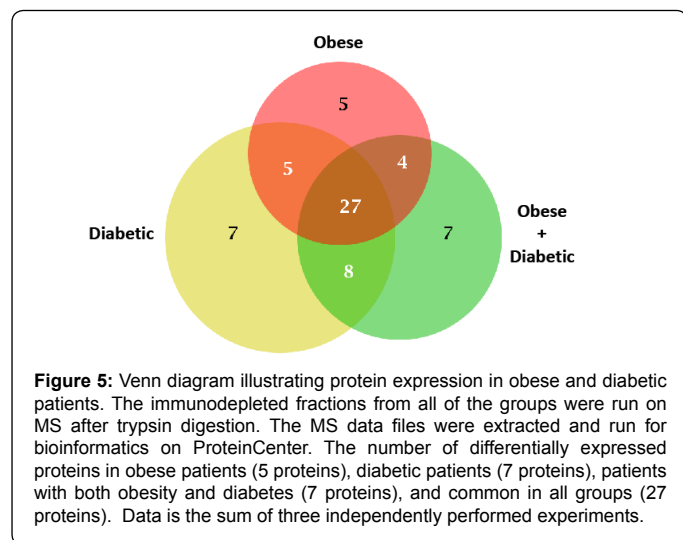 Obese
5
5
4
27
Diabetic
7
7
Obese
+
Diabetic
8
Figure 5: Venn diagram illustrating protein expression in obese and diabetic
patients. The immunodepleted fractions from all of the groups were run on
MS after trypsin digestion. The MS data files were extracted and run for
bioinformatics on ProteinCenter. The number of differentially expressed
proteins in obese patients (5 proteins), diabetic patients (7 proteins), patients
with both obesity and diabetes (7 proteins), and common in all groups (27
proteins). Data is the sum of three independently performed experiments.